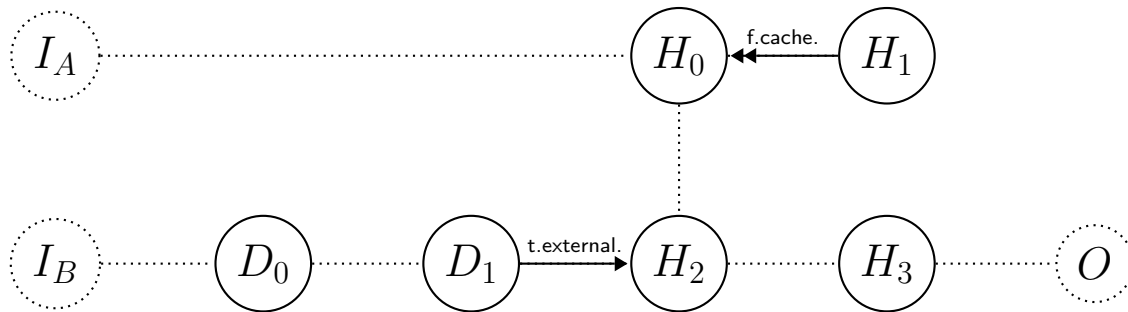 I_A H_0 f.cache. H_1
I_B D_0 D_1 t.external. H_2 H_3 O